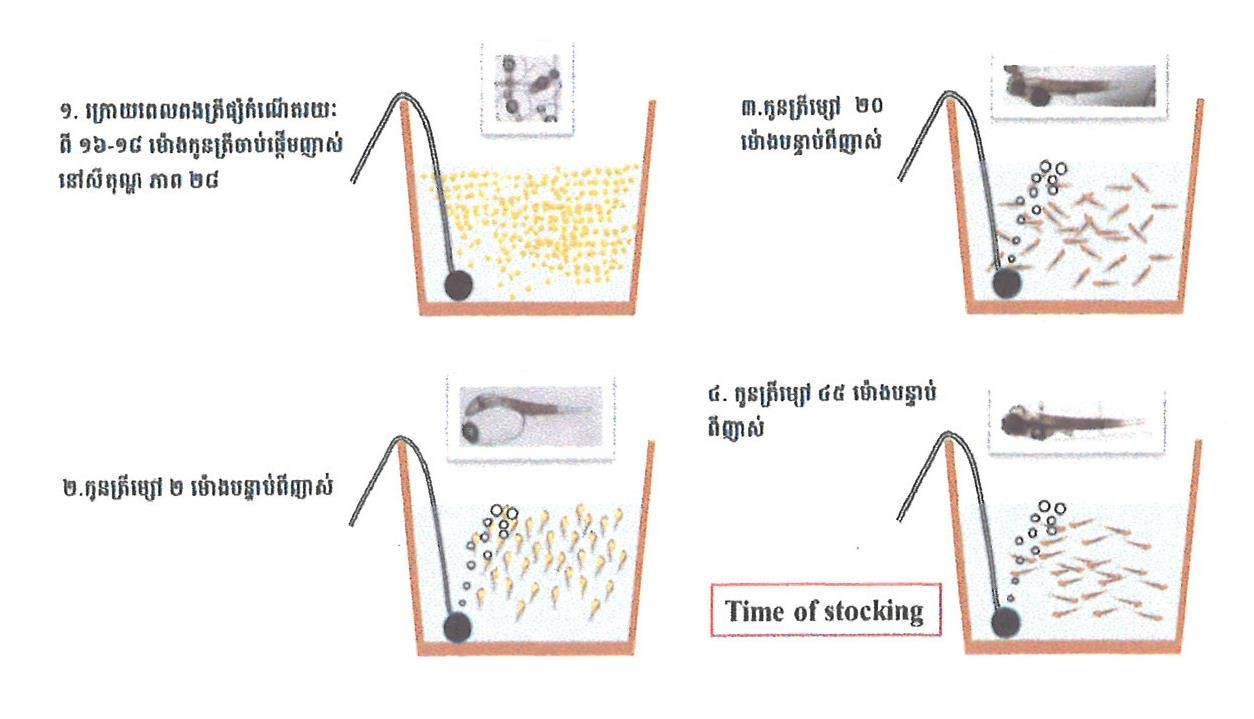 ១. ក្រោយពេលពងត្រីផ្សំកំណើតរយៈ
ពី ១៦-១៨ ម៉ោងកូនត្រីចាប់ផ្តើមញាស់
នៅសីតុណ្ហ ភាព ២៨
២.កូនត្រីម្សៅ ២ ម៉ោងបន្ទាប់ពីញាស់
៣.កូនត្រីម្សៅ ២០
ម៉ោងបន្ទាប់ពីញាស់
៤. កូនត្រីម្សៅ ៤៥ ម៉ោងបន្ទាប់
ពីញាស់
Time of stocking